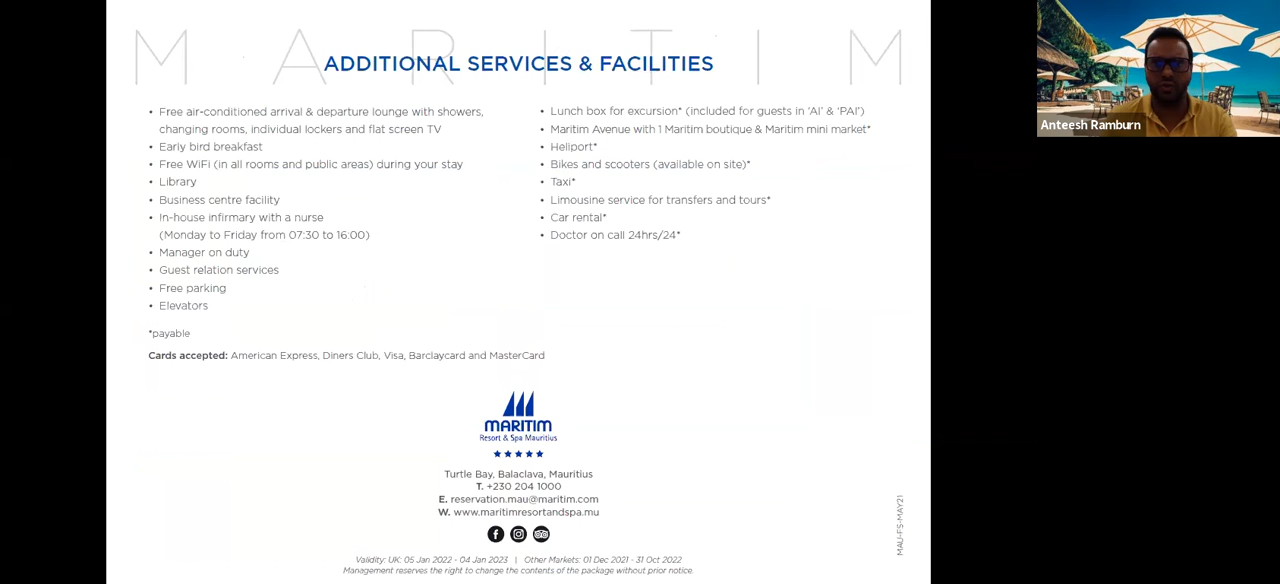 MARITIM
ADDITIONAL SERVICES & FACILITIES
• Free air-conditioned arrival & departure lounge with showers,
changing rooms, individual lockers and flat screen TV
• Early bird breakfast
• Free WiFi (in all rooms and public areas) during your stay
• Library
• Business centre facility
• In-house infirmary with a nurse
(Monday to Friday from 07:30 to 16:00)
• Manager on duty
• Guest relation services
• Free parking
• Elevators
*payable
Cards accepted: American Express, Diners Club, Visa, Barclaycard and MasterCard
• Lunch box for excursion* (included for guests in ‘AI’ & ‘PAI’)
• Maritim Avenue with 1 Maritim boutique & Maritim mini market*
• Heliport*
• Bikes and scooters (available on site)*
• Taxi*
• Limousine service for transfers and tours*
• Car rental*
• Doctor on call 24hrs/24*
MARITIM
Resort & Spa Mauritius
Turtle Bay, Balaclava, Mauritius
T. +230 204 1000
E. reservation.mau@maritim.com
W. www.maritimresortandspa.mu
Validity: UK: 05 Jan 2022 - 04 Jan 2023 | Other Markets: 01 Dec 2021 - 31 Oct 2022
Management reserves the right to change the contents of the package without prior notice.
MAU-FS-MAY21
Anteesh Ramburn